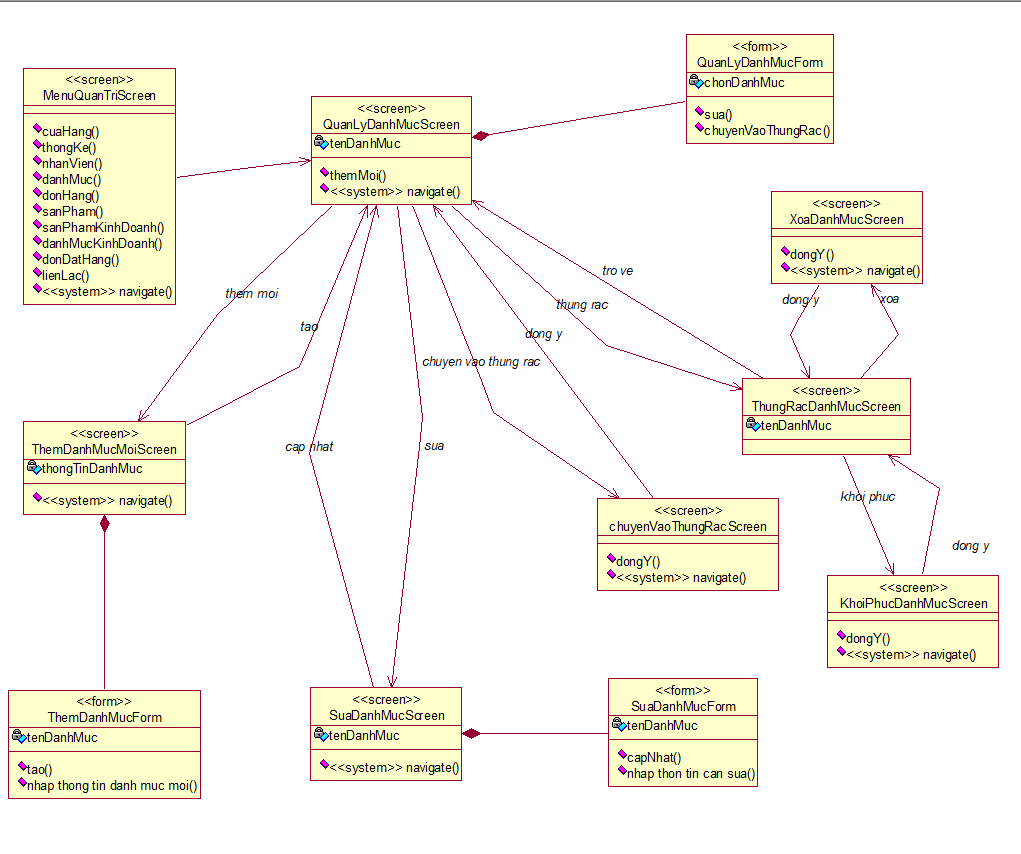 <<form>>
QuanLyDanhMucForm
chonDanhMuc
sua()
chuyenVaoThungRac()
<<screen>>
MenuQuanTriScreen
cuaHang()
thongKe()
nhanVien()
danhMuc()
donHang()
sanPham()
sanPhamKinhDoanh()
danhMucKinhDoanh()
donDatHang()
lienLac()
<<system>> navigate()
<<screen>>
QuanLyDanhMucScreen
tenDanhMuc
themMoi()
<<system>> navigate()
<<screen>>
XoaDanhMucScreen
dongY()
<<system>> navigate()
tro ve
them moi
dong y
xoa
thung rac
tao
dong y
chuyen vao thung rac
<<screen>>
ThungRacDanhMucScreen
tenDanhMuc
<<screen>>
ThemDanhMucMoiScreen
thongTinDanhMuc
<<system>> navigate()
cap nhat
sua
khoi phuc
<<screen>>
chuyenVaoThungRacScreen
dongY()
<<system>> navigate()
dong y
<<screen>>
KhoiPhucDanhMucScreen
dongY()
<<system>> navigate()
<<form>>
ThemDanhMucForm
tenDanhMuc
tao()
nhap thong tin danh muc moi()
<<screen>>
SuaDanhMucScreen
tenDanhMuc
<<system>> navigate()
<<form>>
SuaDanhMucForm
tenDanhMuc
capNhat()
nhap thon tin can sua()